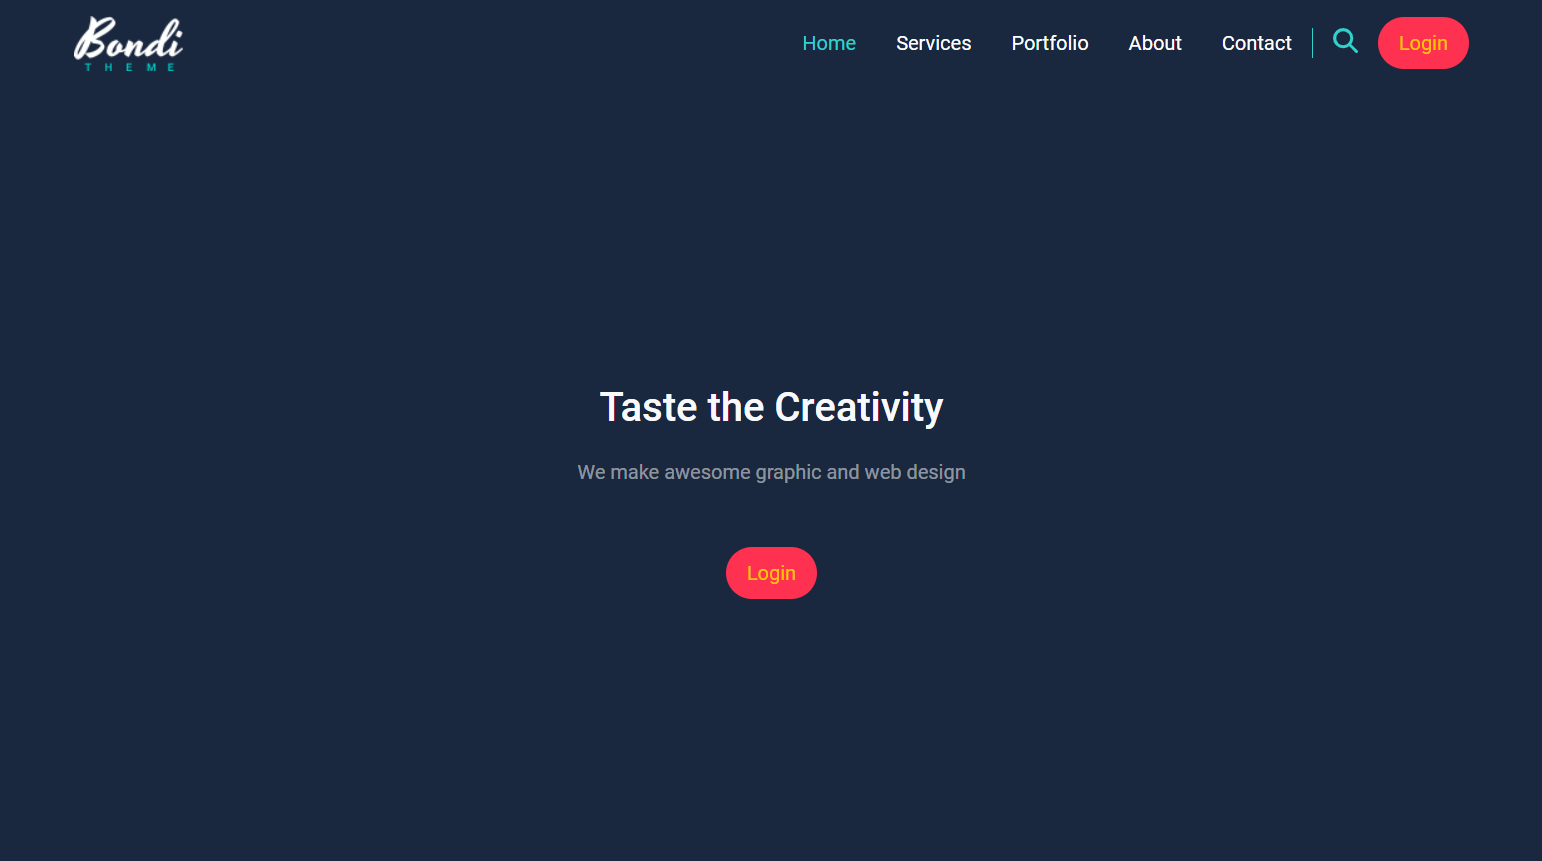 Bondi
THEME
Home Services Portfolio About Contact Login
Taste the Creativity
We make awesome graphic and web design
Login